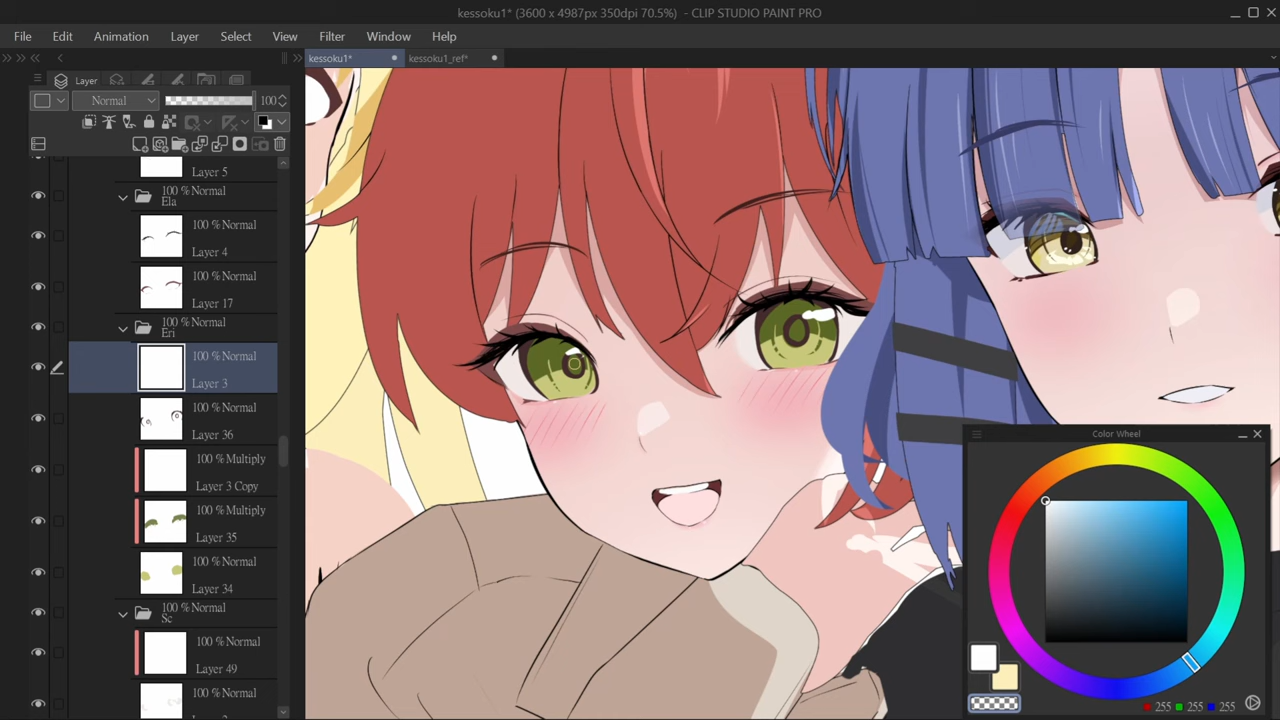 kessoku1* (3600 x 4987px 350dpi 70.5%)  - CLIP STUDIO PAINT PRO
File Edit Animation Layer Select View Filter Window Help
kessoku1* kessoku1_ref*
Layer
Normal 100
Layer 5
100 %Normal
Ela
100 %Normal
Layer 4
100 %Normal
Layer 17
100 %Normal
Eri
100 %Normal
Layer 3
100 %Normal
Layer 36
100 %Multiply
Layer 3 Copy
100 %Multiply
Layer 35
100 %Normal
Layer 34
100 %Normal
Sc
100 %Normal
Layer 49
100 %Normal
Color Wheel
255 255 255